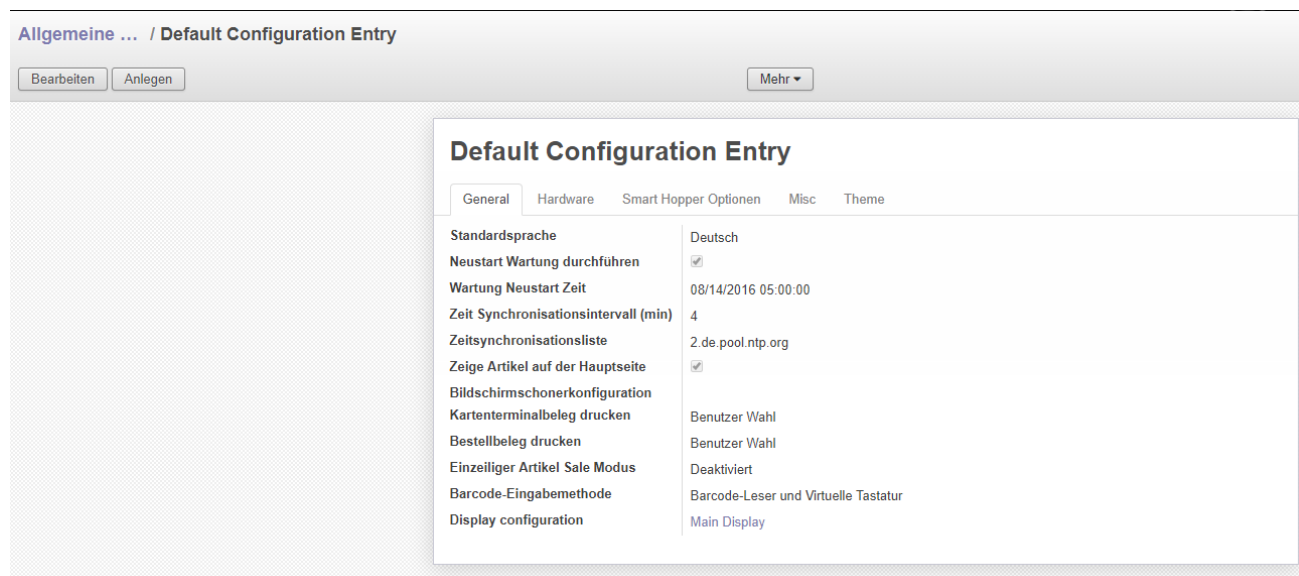 Allgemeine ... / Default Configuration Entry
Bearbeiten Anlegen Mehr
Default Configuration Entry
General Hardware Smart Hopper Optionen Misc Theme
Standardsprache Deutsch
Neustart Wartung durchführen
Wartung Neustart Zeit 08/14/2016 05:00:00
Zeit Synchronisationsintervall (min) 4
Zeitsynchronisationsliste 2.de.pool.ntp.org
Zeige Artikel auf der Hauptseite
Bildschirmschonerkonfiguration
Kartenterminalbeleg drucken Benutzer Wahl
Bestellbeleg drucken Benutzer Wahl
Einzeiliger Artikel Sale Modus Deaktiviert
Barcode-Eingabemethode Barcode-Leser und Virtuelle Tastatur
Display configuration Main Display